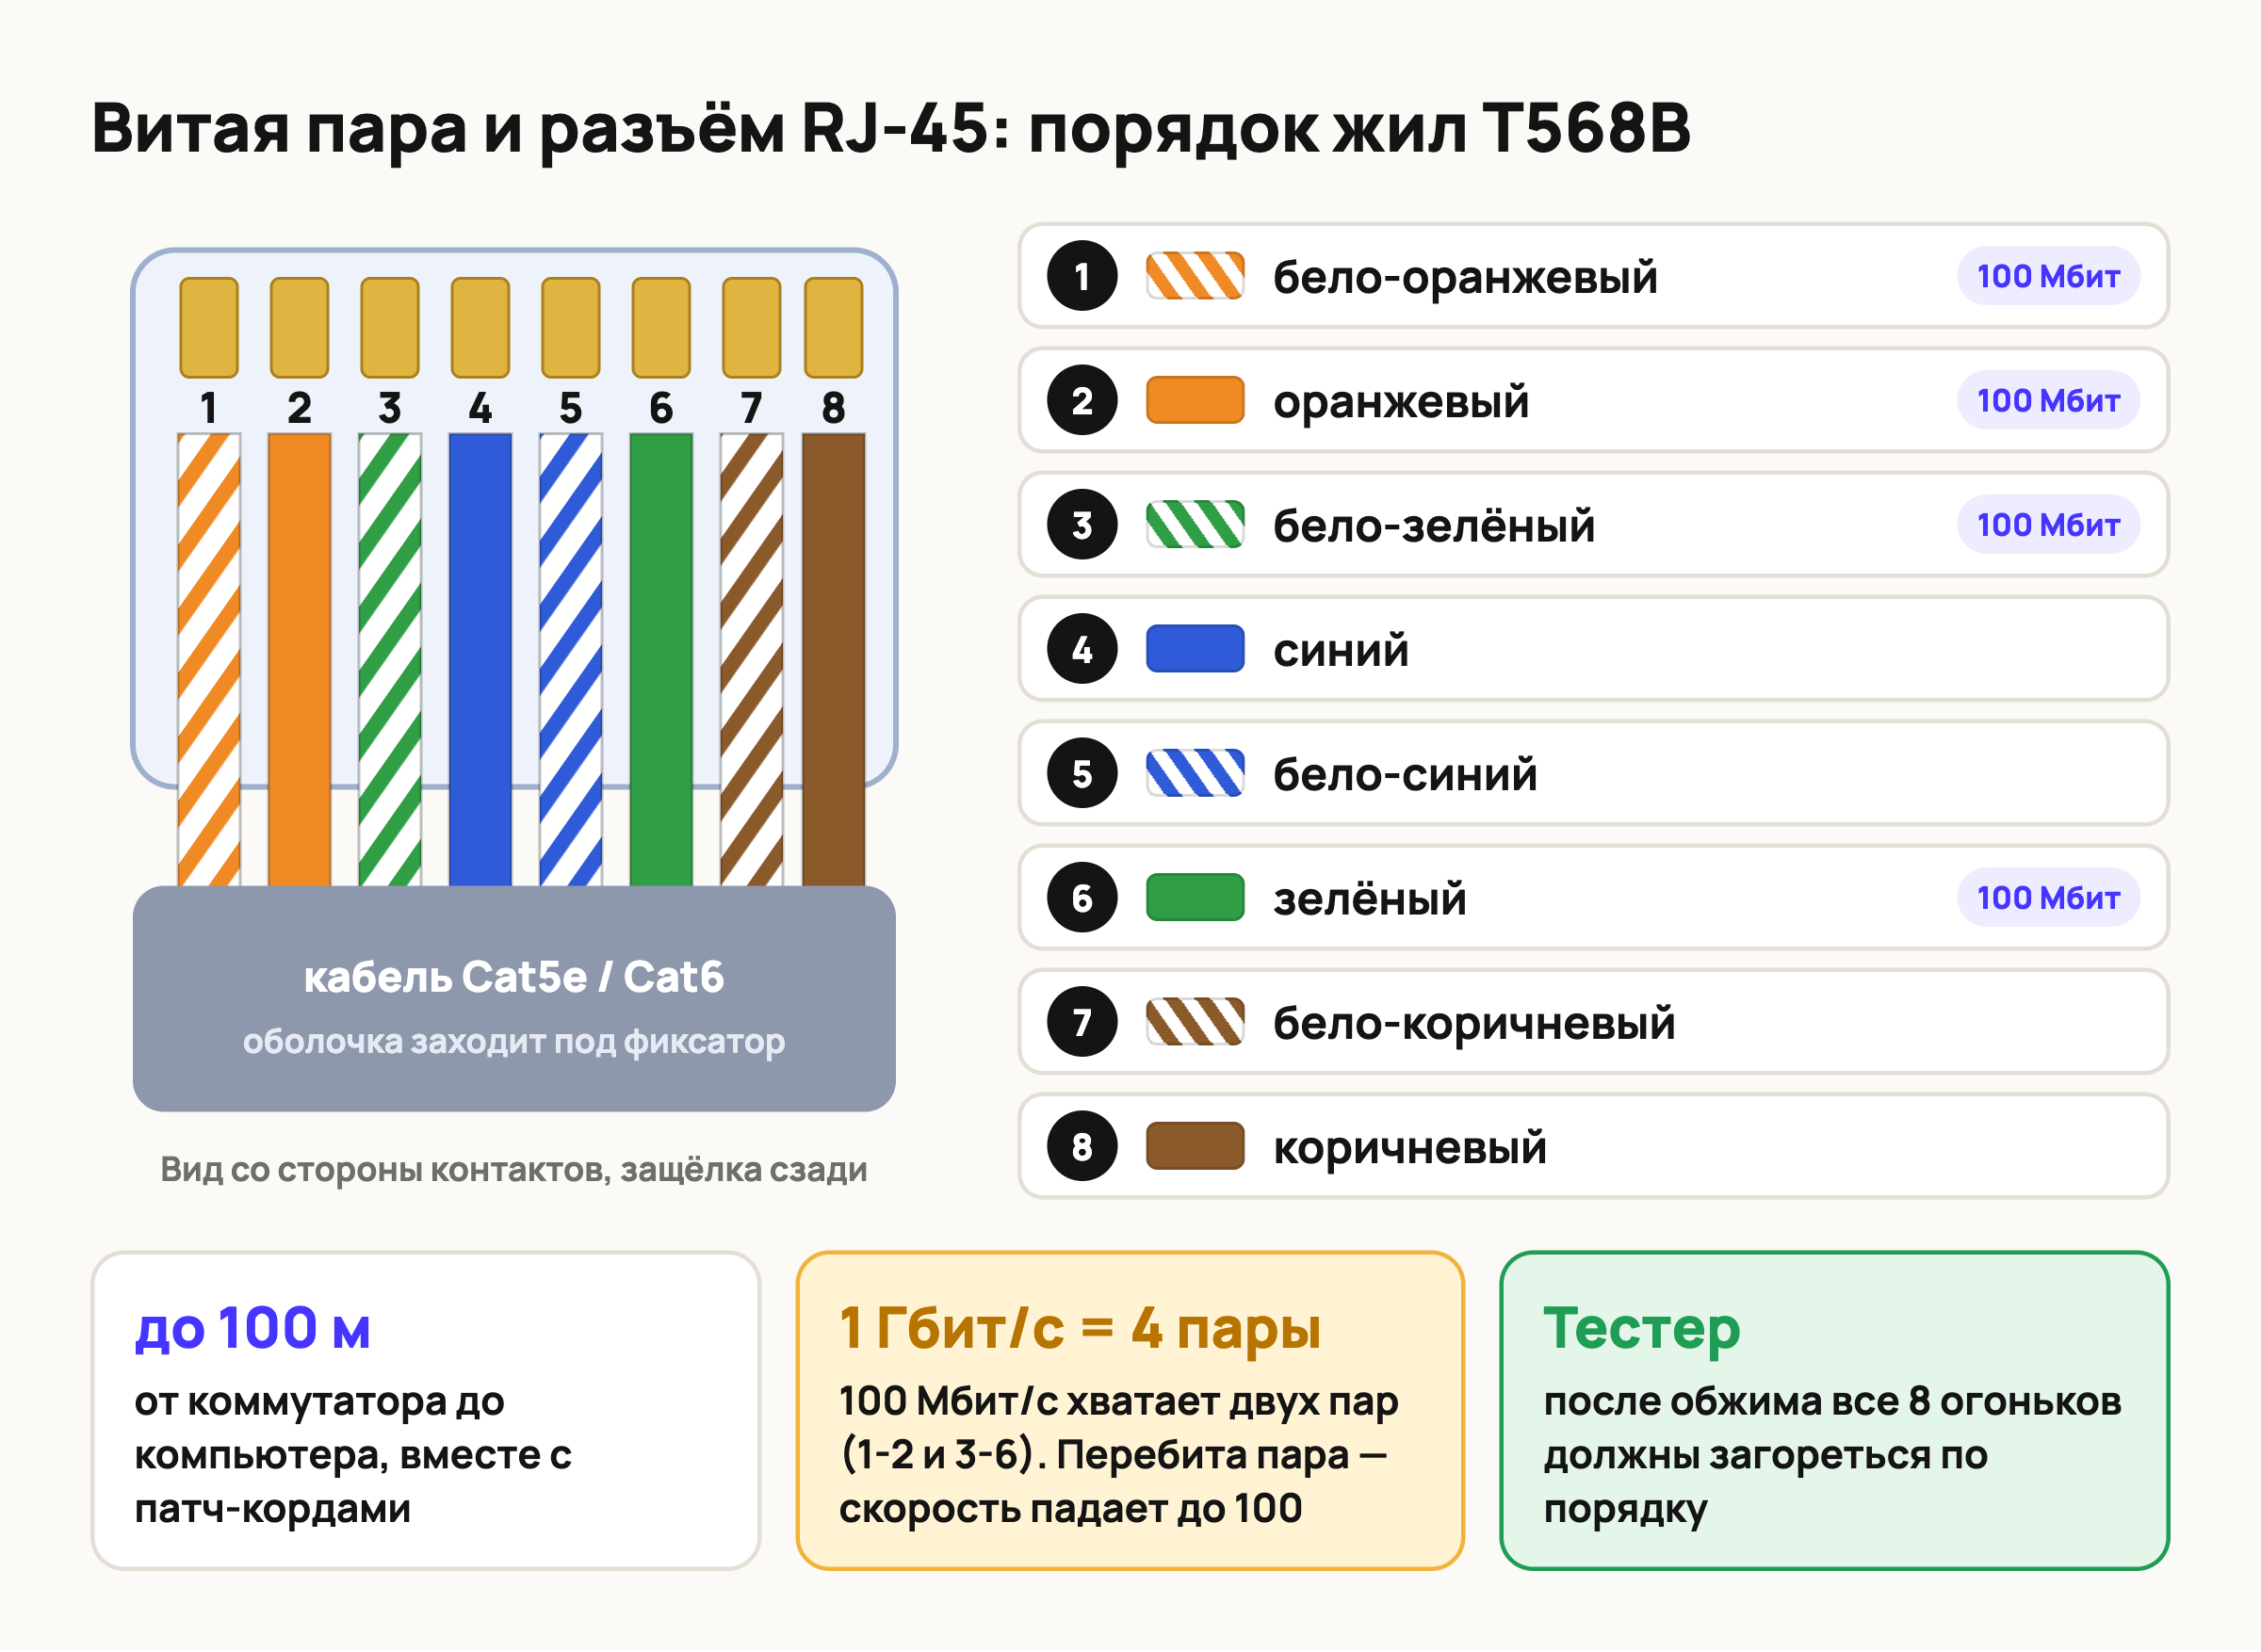 Витая пара и разъём RJ-45: порядок жил T568B
1 2 3 4 5 6 7 8
кабель Cat5e / Cat6
оболочка заходит под фиксатор
Вид со стороны контактов, защёлка сзади
1 бело-оранжевый 100 Мбит
2 оранжевый 100 Мбит
3 бело-зелёный 100 Мбит
4 синий
5 бело-синий
6 зелёный 100 Мбит
7 бело-коричневый
8 коричневый
до 100 м
от коммутатора до
компьютера, вместе с
патч-кордами
1 Гбит/с = 4 пары
100 Мбит/с хватает двух пар
(1-2 и 3-6). Перебита пара —
скорость падает до 100
Тестер
после обжима все 8 огоньков
должны загореться по
порядку